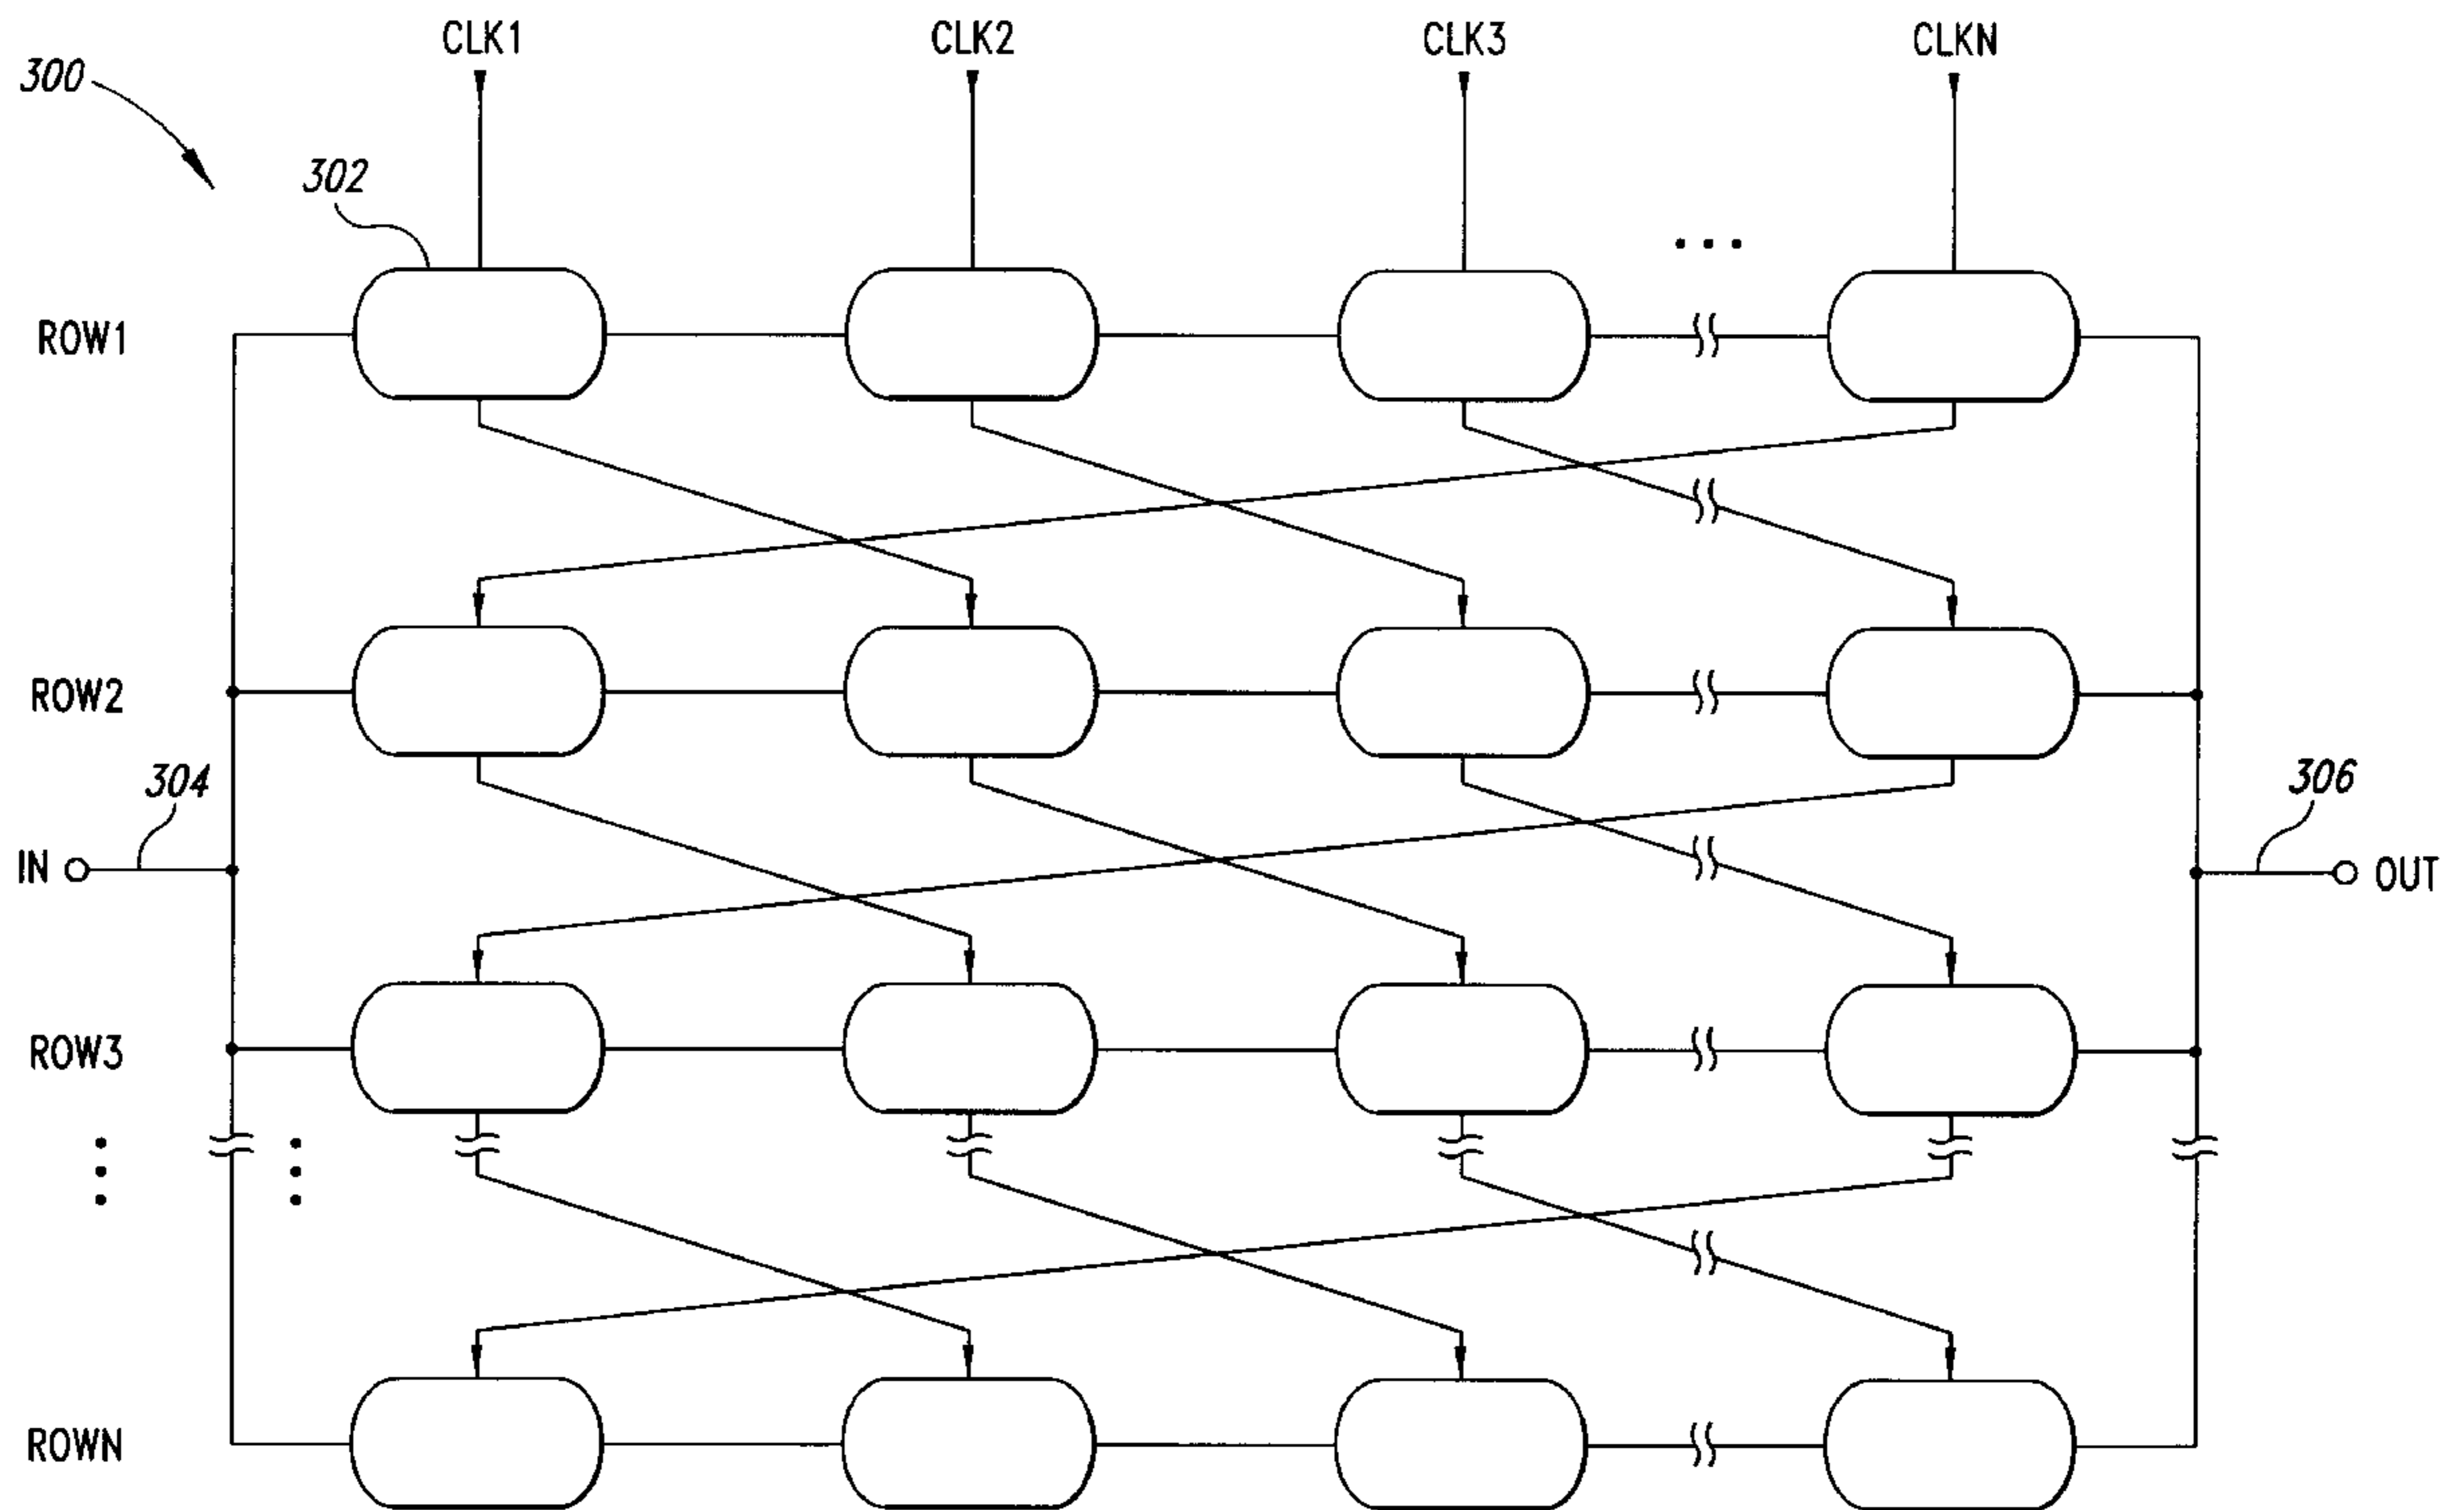 CLK1 CLK2 CLK3 CLKN
300
302
...
ROW1
ROW2
304
306
IN
OUT
ROW3
ROWN